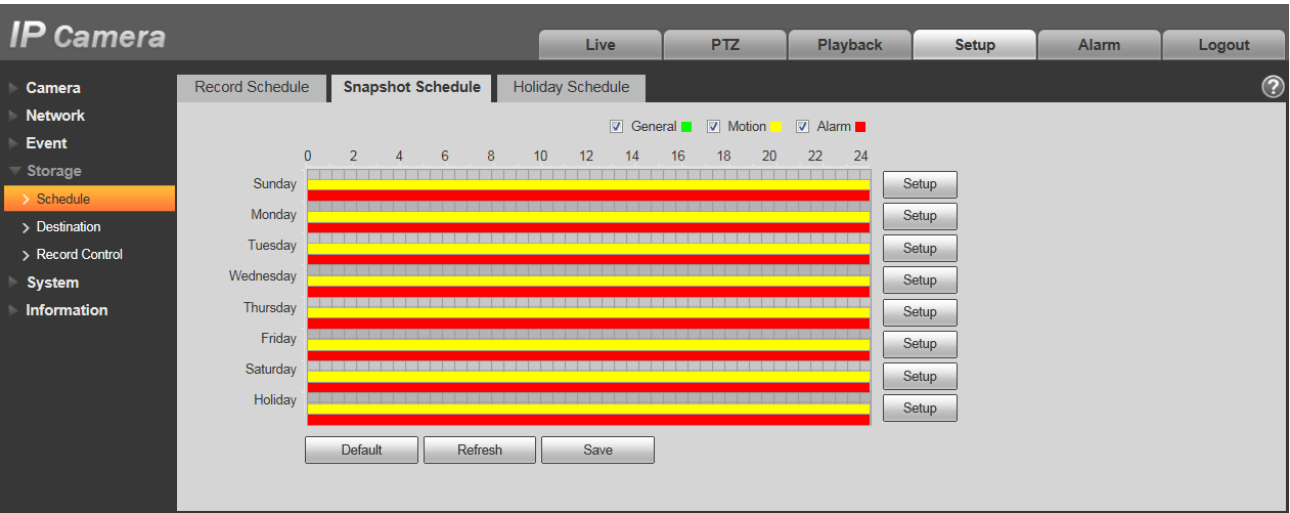 IP Camera
Live PTZ Playback Setup Alarm Logout
Camera
Network
Event
Storage
Schedule
Destination
Record Control
System
Information
Record Schedule Snapshot Schedule Holiday Schedule ?
General Motion Alarm
0 2 4 6 8 10 12 14 16 18 20 22 24
Sunday Setup
Monday Setup
Tuesday Setup
Wednesday Setup
Thursday Setup
Friday Setup
Saturday Setup
Holiday Setup
Default Refresh Save